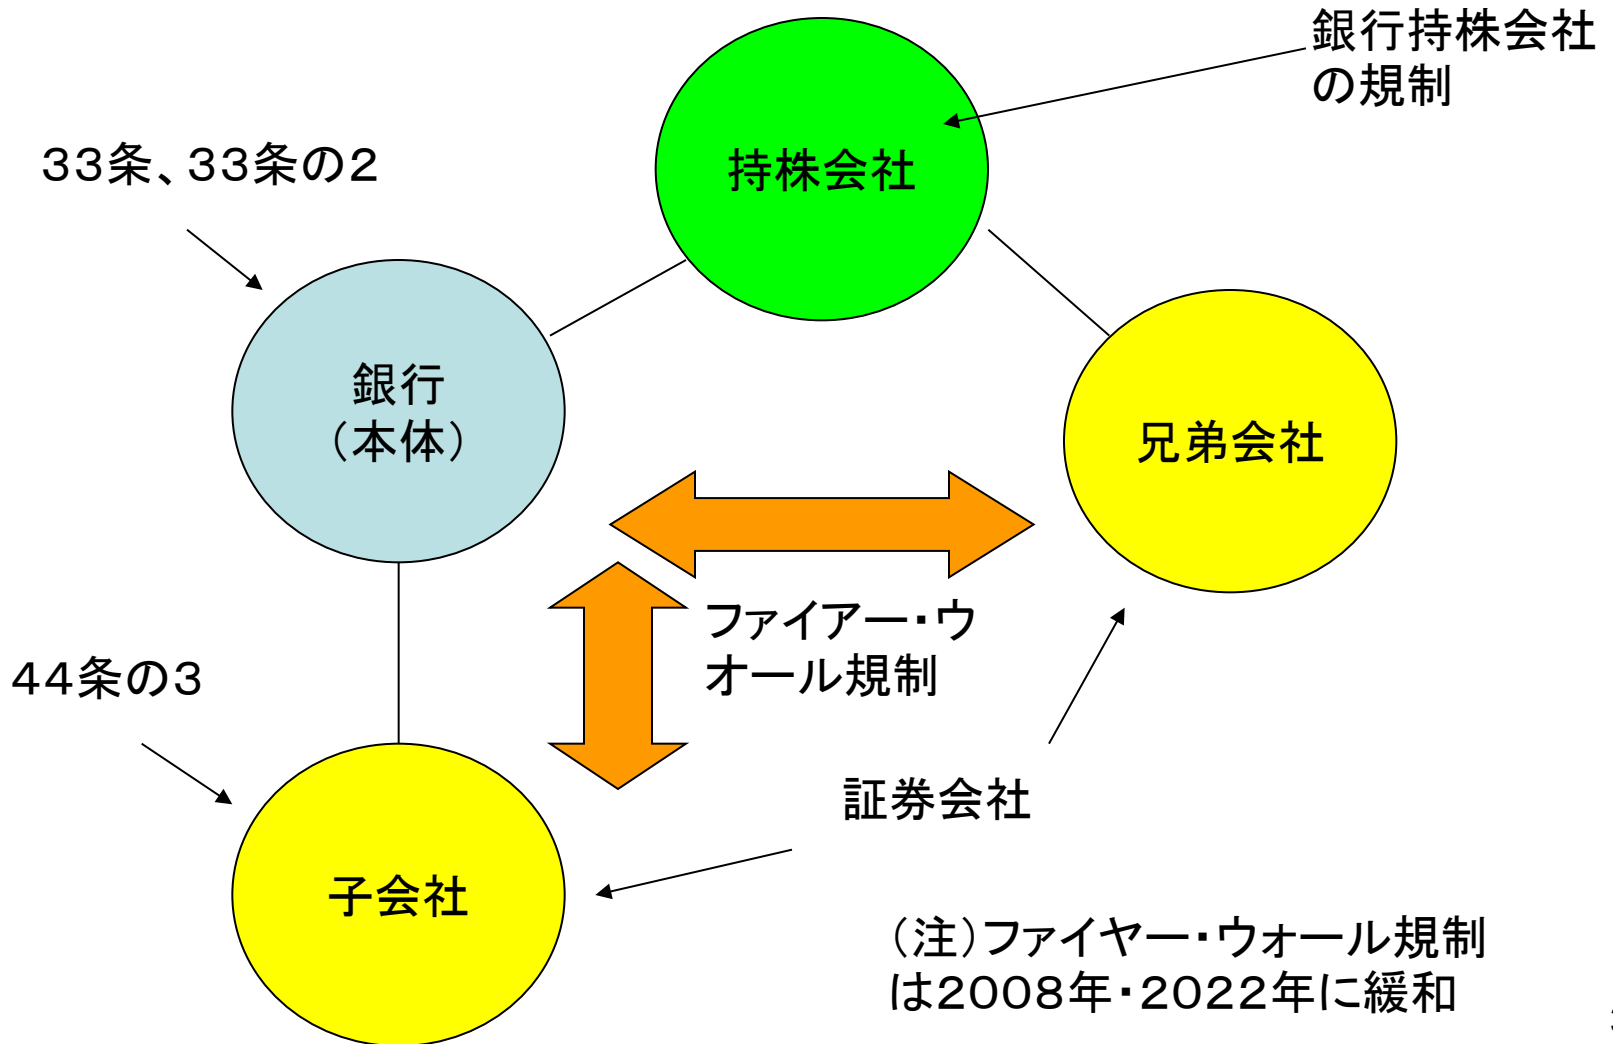 銀行持株会社
の規制
持株会社
33条、33条の2
銀行
（本体）
兄弟会社
ファイアー・ウ
オール規制
44条の3
証券会社
子会社
（注）ファイヤー・ウォール規制
は2008年・2022年に緩和